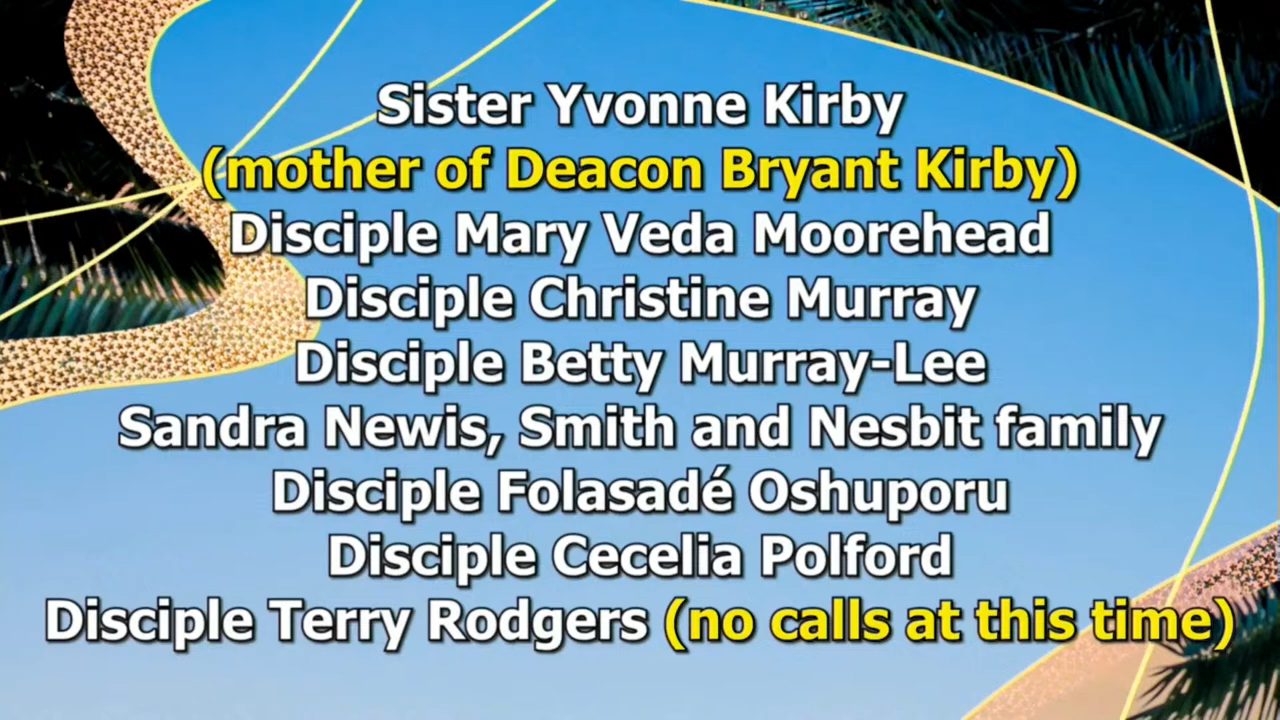 Sister Yvonne Kirby
(mother of Deacon Bryant Kirby)
Disciple Mary Veda Moorehead
Disciple Christine Murray
Disciple Betty Murray-Lee
Sandra Newis, Smith and Nesbit family
Disciple Folasadé Oshuporu
Disciple Cecelia Polford
Disciple Terry Rodgers (no calls at this time)